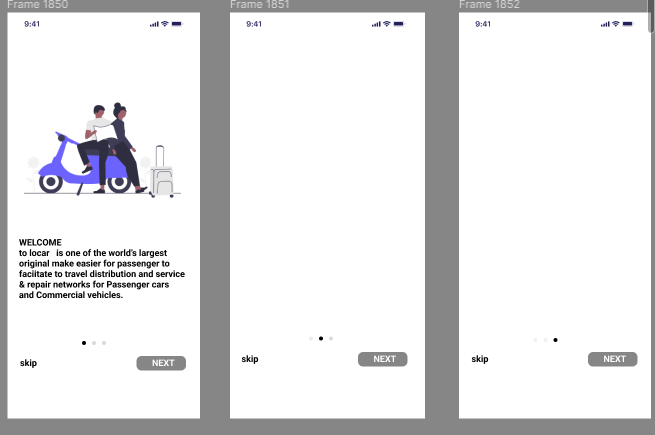 Frame 1850
9:41
WELCOME
to locar is one of the world's largest
original make easier for passenger to
faciitate to travel distribution and service
& repair networks for Passenger cars
and Commercial vehicles.
skip
NEXT
Frame 1851
9:41
skip
NEXT
Frame 1852
9:41
skip
NEXT